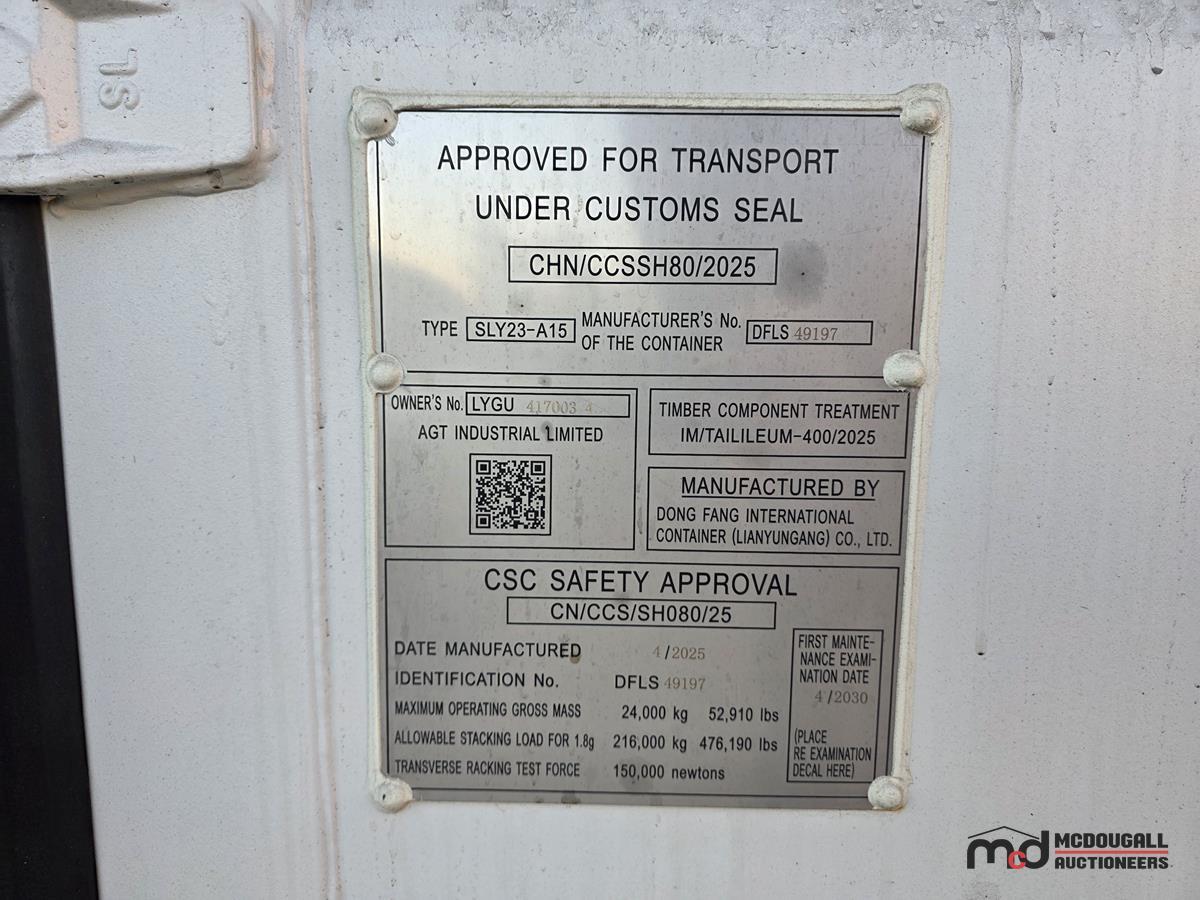 SL
APPROVED FOR TRANSPORT
UNDER CUSTOMS SEAL
CHN/CCSSH80/2025
TYPE SLY23-A15 MANUFACTURER'S No.
OF THE CONTAINER DFLS 49197
OWNER'S No. LYGU 417003 4
AGT INDUSTRIAL LIMITED
TIMBER COMPONENT TREATMENT
IM/TAILILEUM-400/2025
MANUFACTURED BY
DONG FANG INTERNATIONAL
CONTAINER (LIANYUNGANG) CO., LTD.
CSC SAFETY APPROVAL
CN/CCS/SH080/25
DATE MANUFACTURED 4/2025
IDENTIFICATION No. DFLS 49197
MAXIMUM OPERATING GROSS MASS 24,000 kg 52,910 lbs
ALLOWABLE STACKING LOAD FOR 1.8g 216,000 kg 476,190 lbs
TRANSVERSE RACKING TEST FORCE 150,000 newtons
FIRST MAINTE-
NANCE EXAMI-
NATION DATE
4/2030
(PLACE
RE EXAMINATION
DECAL HERE)
mcd MCDOUGALL
AUCTIONEERS